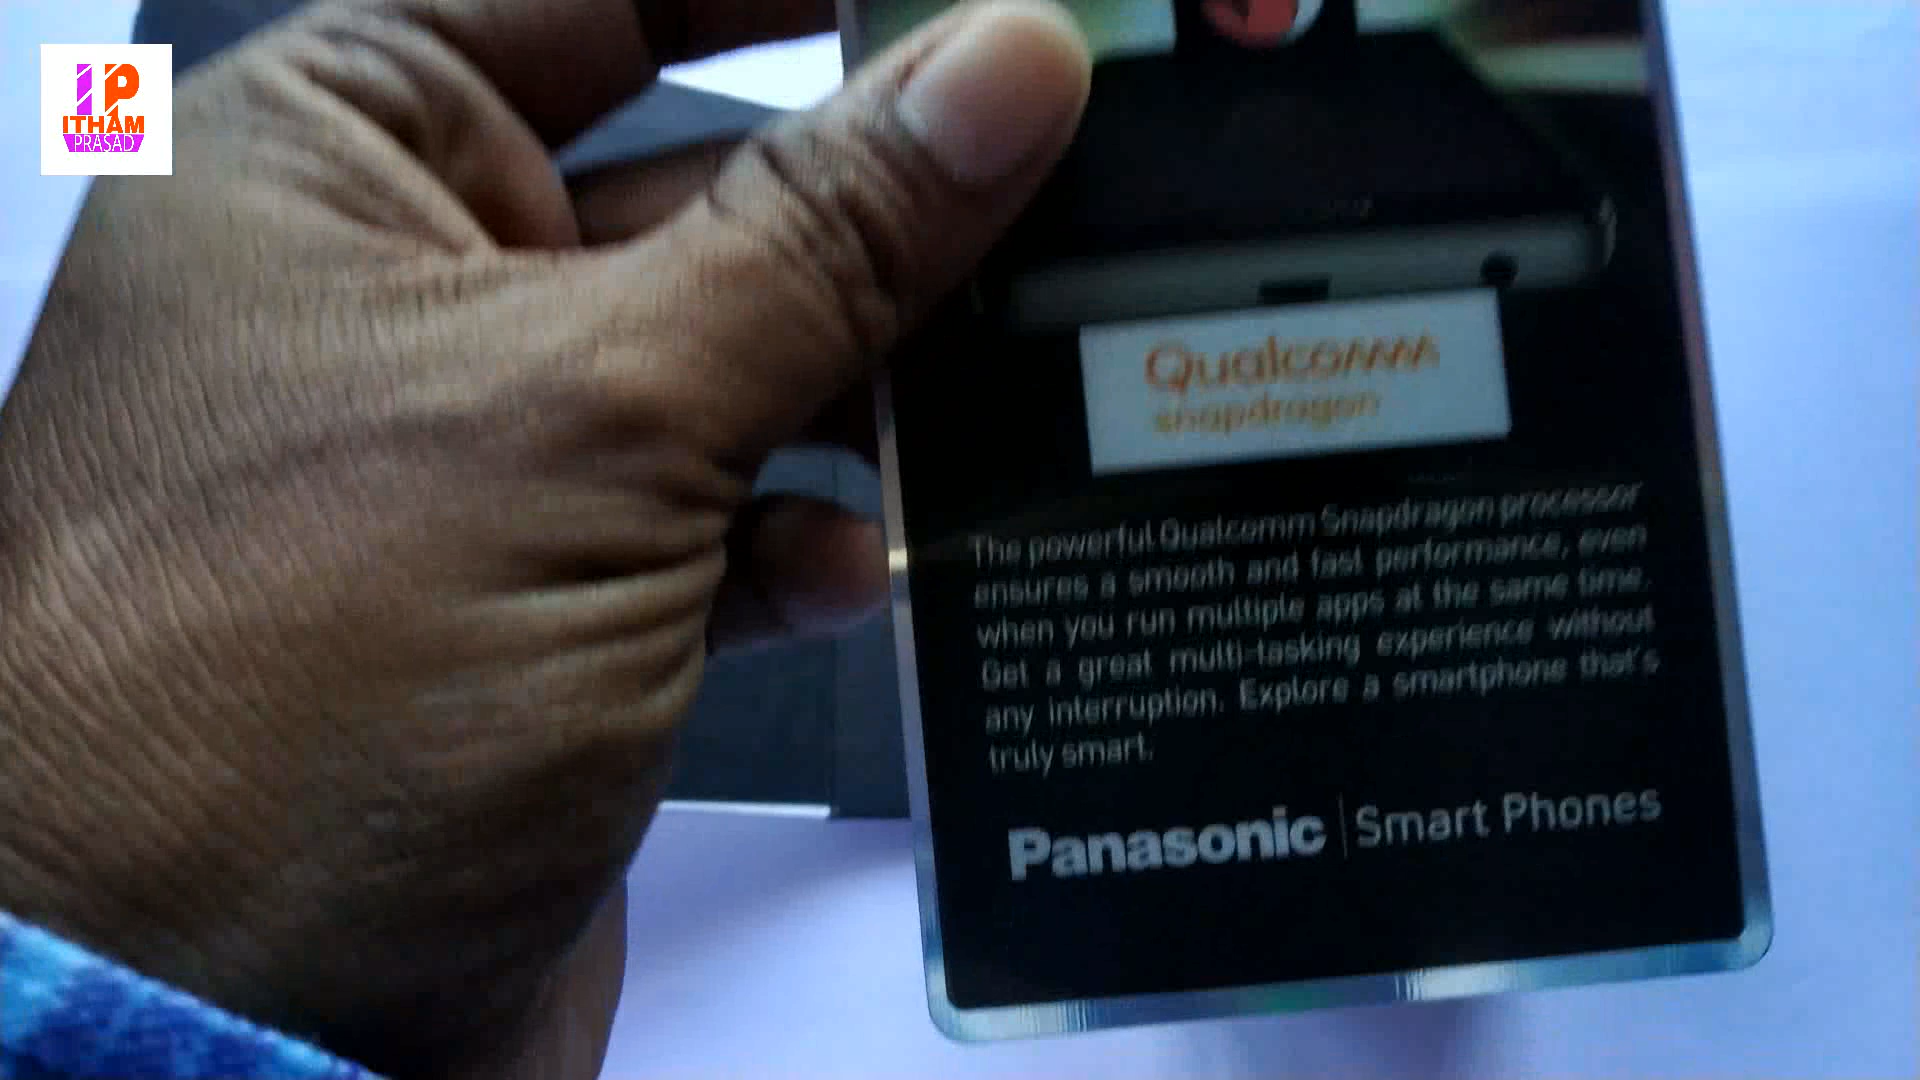 IP
ITHAM
PRASAD
Qualcomm
snapdragon
The powerful Qualcomm Snapdragon processor
ensures a smooth and fast performance, even
when you run multiple apps at the same time.
Get a great multi-tasking experience without
any interruption. Explore a smartphone that's
truly smart.
Panasonic | Smart Phones